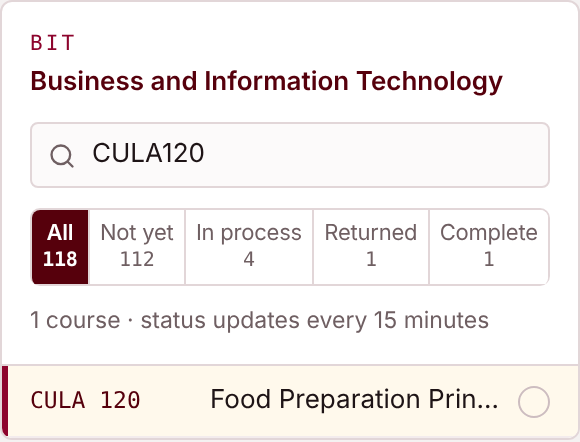 BIT
Business and Information Technology
CULA120
All Not yet In process Returned Complete
118 112 4 1 1
1 course · status updates every 15 minutes
CULA 120 Food Preparation Prin...